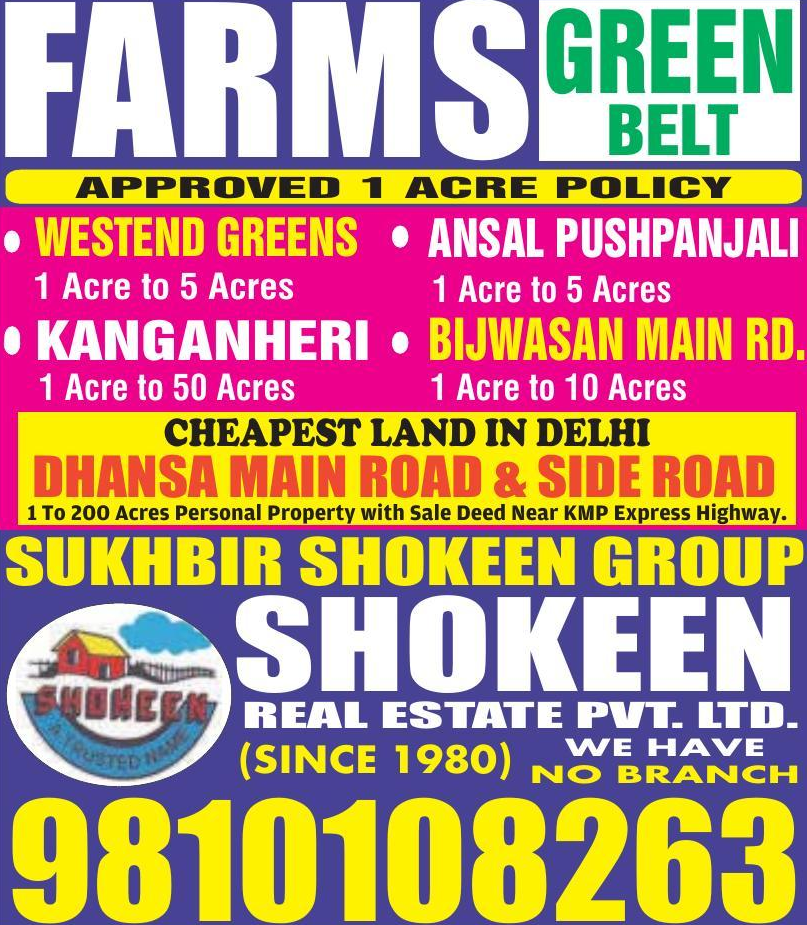 FARMS
GREEN
BELT
APPROVED 1 ACRE POLICY
• WESTEND GREENS
1 Acre to 5 Acres
• ANSAL PUSHPANJALI
1 Acre to 5 Acres
• KANGANHERI
1 Acre to 50 Acres
• BIJWASAN MAIN RD.
1 Acre to 10 Acres
CHEAPEST LAND IN DELHI
DHANSA MAIN ROAD & SIDE ROAD
1 To 200 Acres Personal Property with Sale Deed Near KMP Express Highway.
SUKHBIR SHOKEEN GROUP
SHOKEEN
A TRUSTED NAME
SHOKEEN
REAL ESTATE PVT. LTD.
(SINCE 1980)
WE HAVE
NO BRANCH
9810108263